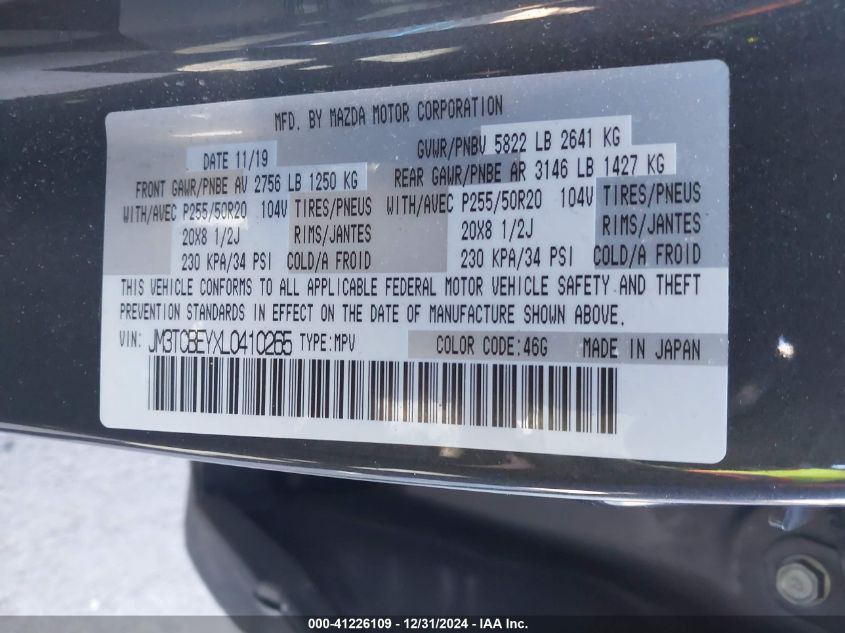 MFD. BY MAZDA MOTOR CORPORATION
DATE 11/19 GVWR/PNBV 5822 LB 2641 KG
FRONT GAWR/PNBE AV 2756 LB 1250 KG REAR GAWR/PNBE AR 3146 LB 1427 KG
WITH/AVEC P255/50R20 104V TIRES/PNEUS WITH/AVEC P255/50R20 104V TIRES/PNEUS
20X8 1/2J RIMS/JANTES 20X8 1/2J RIMS/JANTES
230 KPA/34 PSI COLD/A FROID 230 KPA/34 PSI COLD/A FROID
THIS VEHICLE CONFORMS TO ALL APPLICABLE FEDERAL MOTOR VEHICLE SAFETY AND THEFT
PREVENTION STANDARDS IN EFFECT ON THE DATE OF MANUFACTURE SHOWN ABOVE.
VIN: JM3TCBEYXL0410265 TYPE:MPV COLOR CODE:46G MADE IN JAPAN
000-41226109 - 12/31/2024 - IAA Inc.